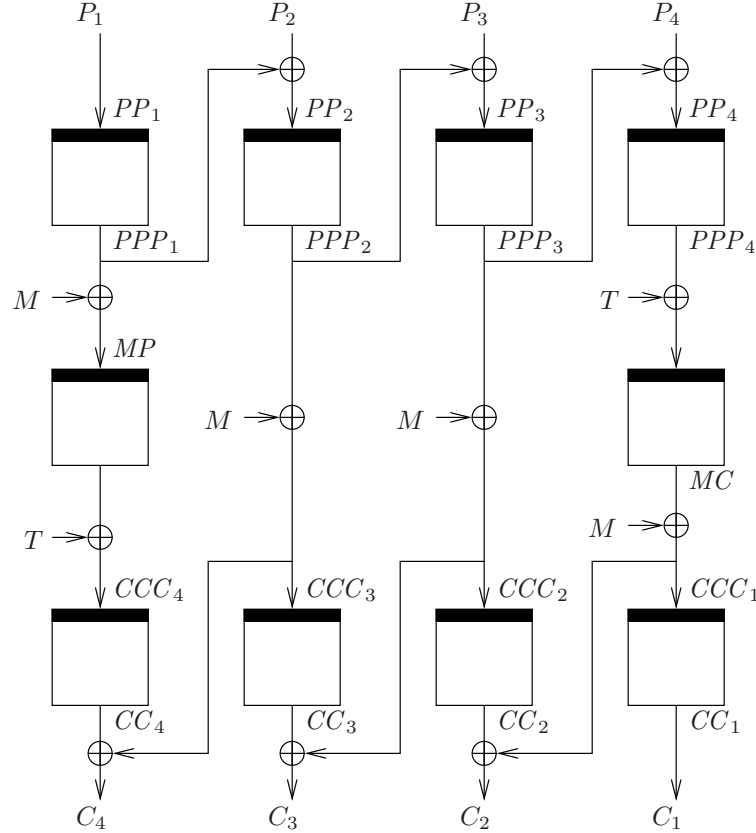 P₁ P₂ P₃ P₄
PP₁ PP₂ PP₃ PP₄
PPP₁ PPP₂ PPP₃ PPP₄
M T
MP
M M
MC
M
T
CCC₄ CCC₃ CCC₂ CCC₁
CC₄ CC₃ CC₂ CC₁
C₄ C₃ C₂ C₁